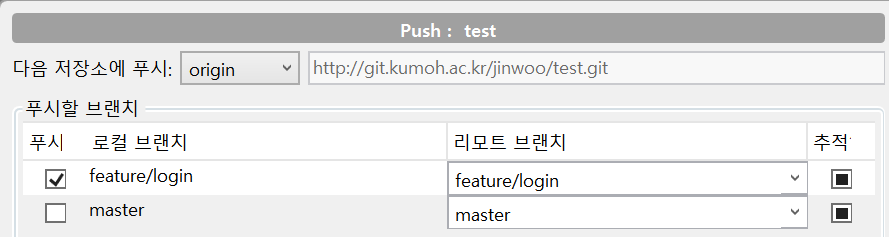 Push : test
다음 저장소에 푸시: origin http://git.kumoh.ac.kr/jinwoo/test.git
푸시할 브랜치
푸시 로컬 브랜치 리모트 브랜치 추적
feature/login feature/login
master master